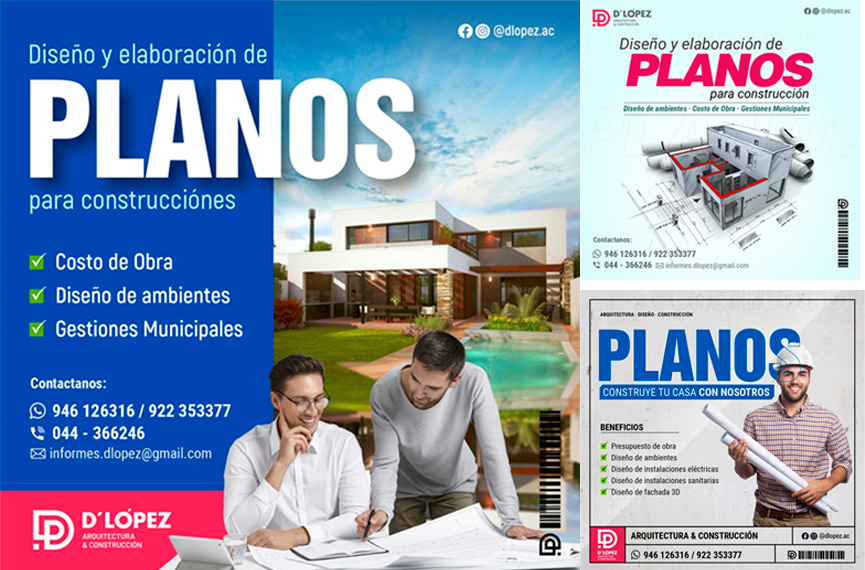 @dlopez.ac
Diseño y elaboración de
PLANOS
para construcciónes
Costo de Obra
Diseño de ambientes
Gestiones Municipales
Contactanos:
946 126316 / 922 353377
044 - 366246
informes.dlopez@gmail.com
D´LÓPEZ
ARQUITECTURA
& CONSTRUCCIÓN
D´LÓPEZ
ARQUITECTURA
& CONSTRUCCIÓN
@dlopez.ac
Diseño y elaboración de
PLANOS
para construcción
Diseño de ambientes · Costo de Obra · Gestiones Municipales
PLANOS
Contactanos:
946 126316 / 922 353377
044 - 366246
informes.dlopez@gmail.com
ARQUITECTURA · DISEÑO · CONSTRUCCIÓN
PLANOS
CONSTRUYE TU CASA CON NOSOTROS
BENEFICIOS
Presupuesto de obra
Diseño de ambientes
Diseño de instalaciones eléctricas
Diseño de instalaciones sanitarias
Diseño de fachada 3D
D´LÓPEZ
ARQUITECTURA & CONSTRUCCIÓN
@dlopez.ac
946 126316 / 922 353377